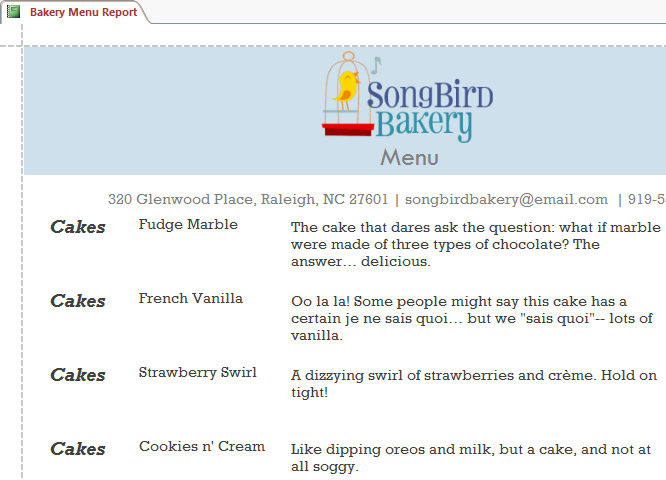 Bakery Menu Report
SongBird
Bakery
Menu
320 Glenwood Place, Raleigh, NC 27601 | songbirdbakery@email.com | 919-5
Cakes Fudge Marble The cake that dares ask the question: what if marble
were made of three types of chocolate? The
answer… delicious.
Cakes French Vanilla Oo la la! Some people might say this cake has a
certain je ne sais quoi… but we "sais quoi"-- lots of
vanilla.
Cakes Strawberry Swirl A dizzying swirl of strawberries and crème. Hold on
tight!
Cakes Cookies n' Cream Like dipping oreos and milk, but a cake, and not at
all soggy.